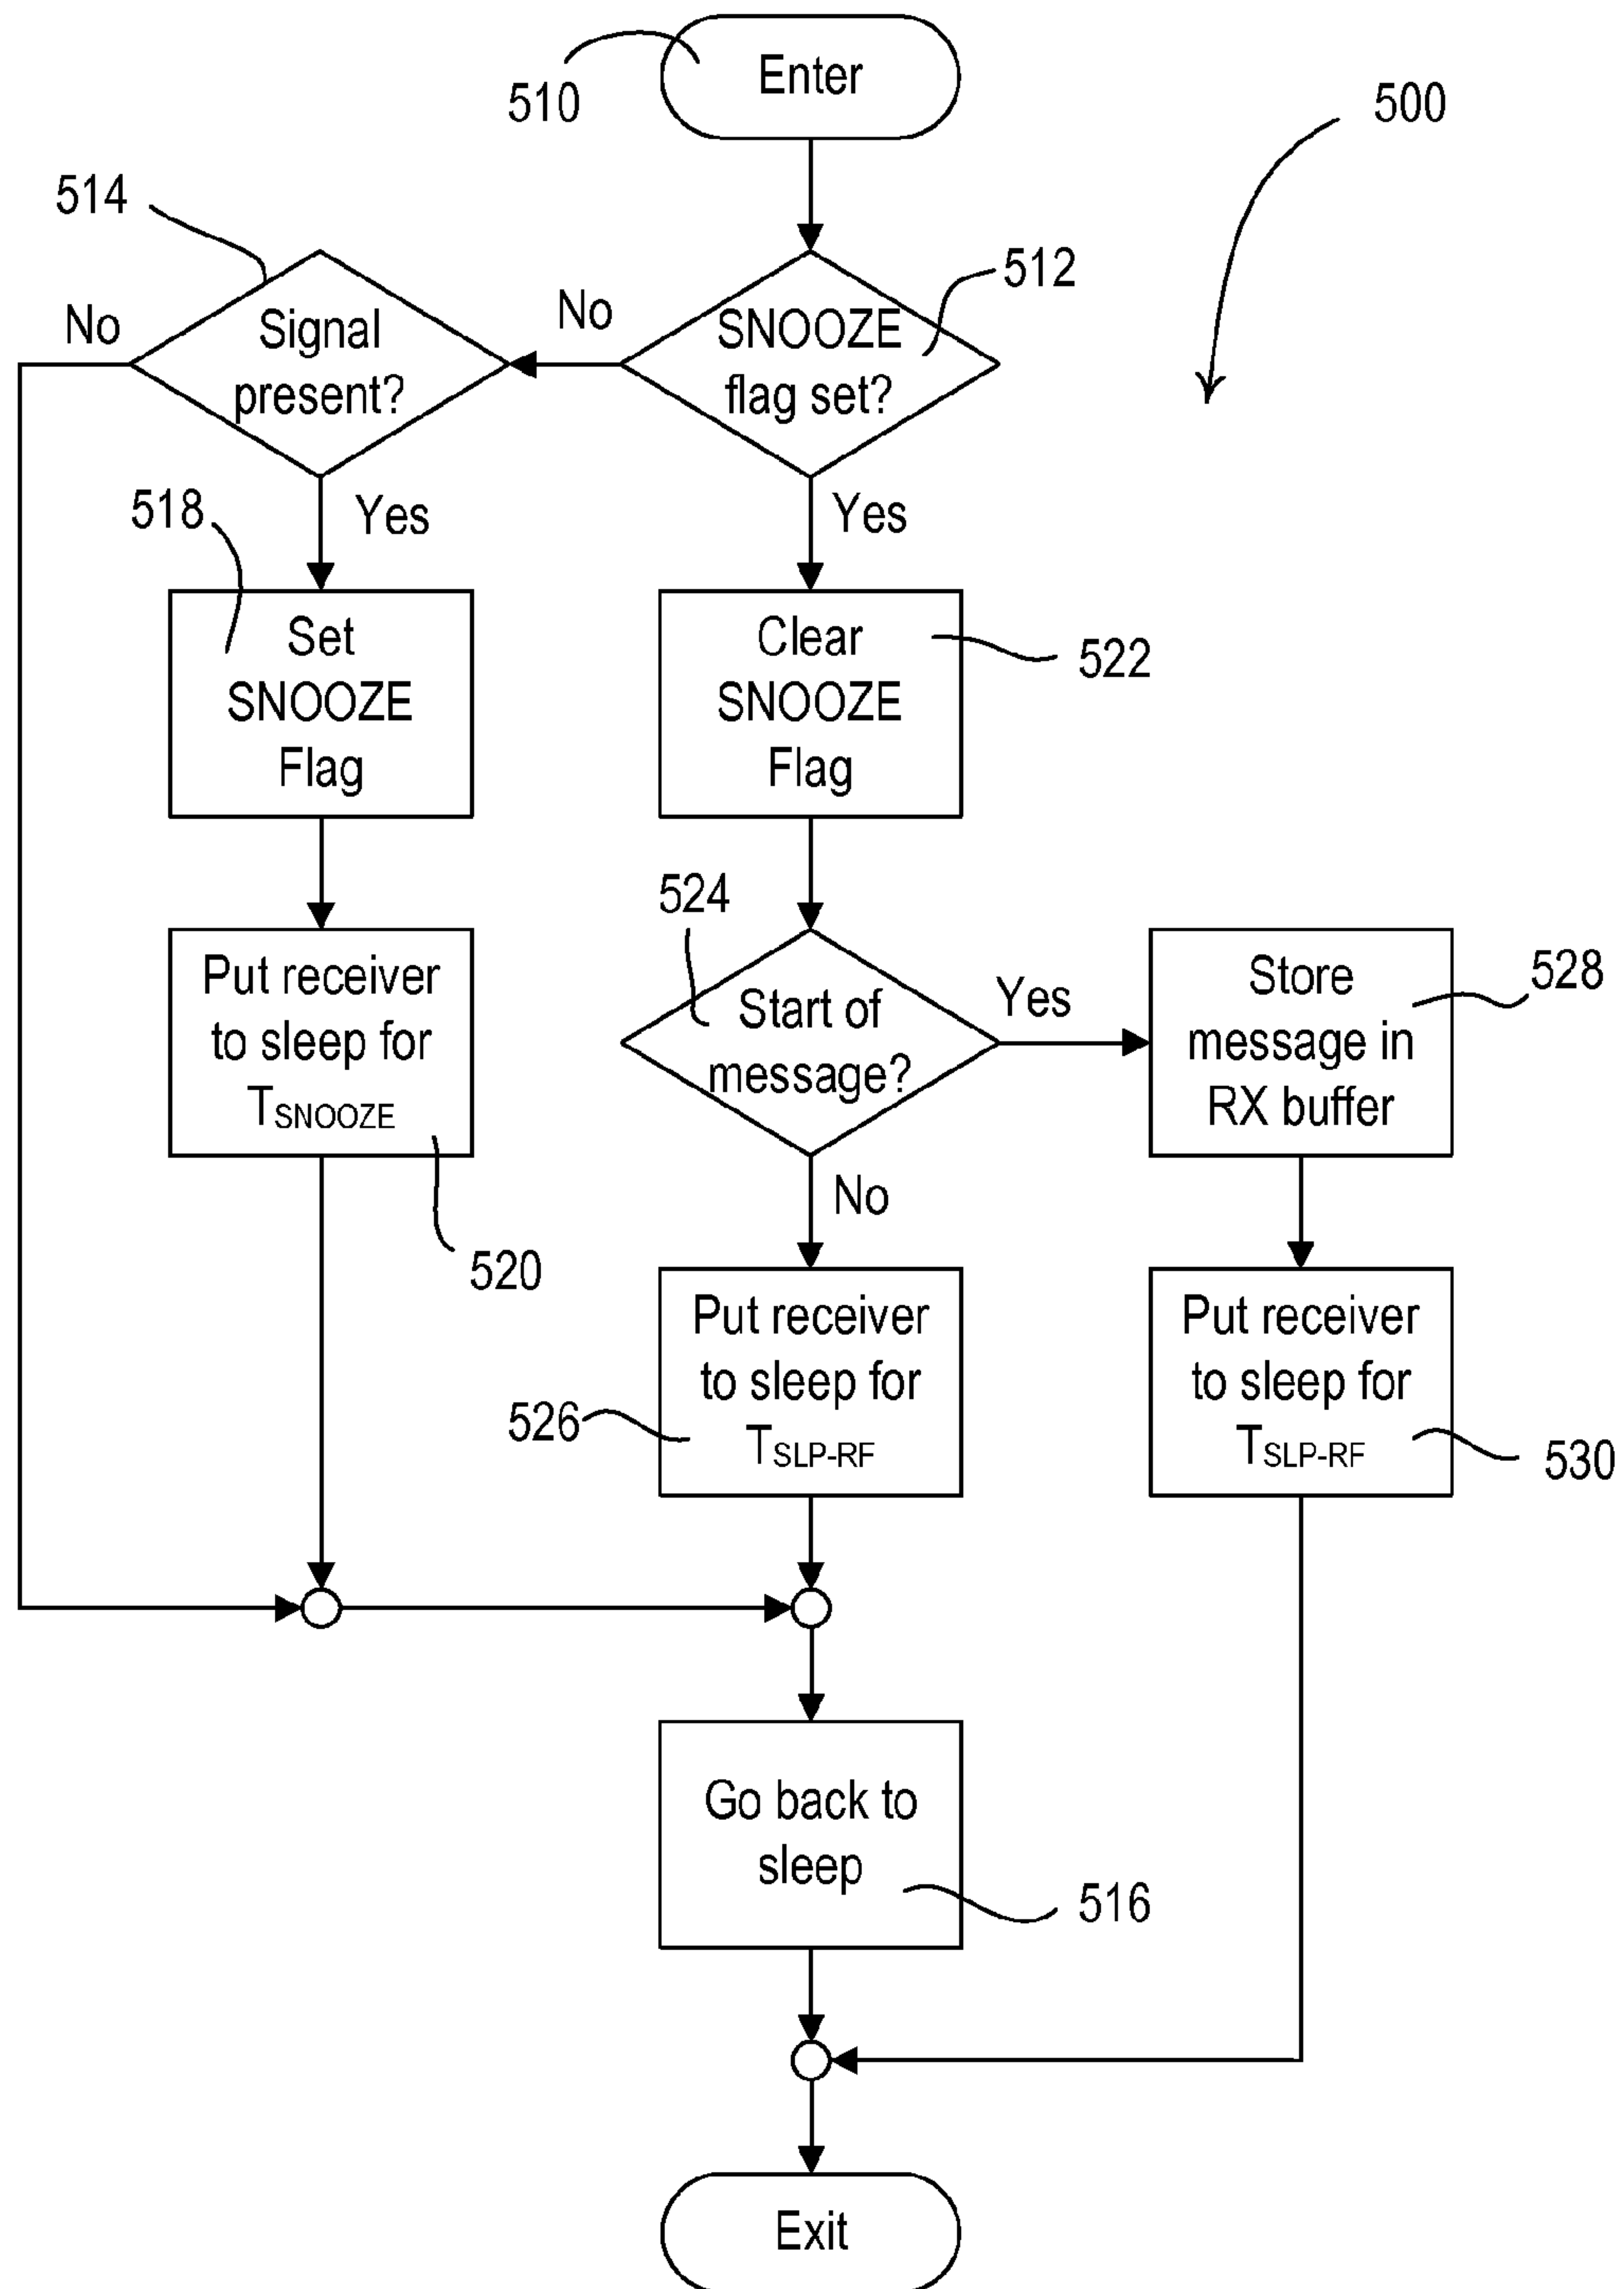 Enter
510
500
514
512
No
Signal
present?
No
SNOOZE
flag set?
518
Yes
Yes
Set
SNOOZE
Flag
Clear
SNOOZE
Flag
522
524
Put receiver
to sleep for
TSNOOZE
520
Start of
message?
Yes
No
Store
message in
RX buffer
528
Put receiver
to sleep for
TSLP-RF
526
Put receiver
to sleep for
TSLP-RF
530
Go back to
sleep
516
Exit